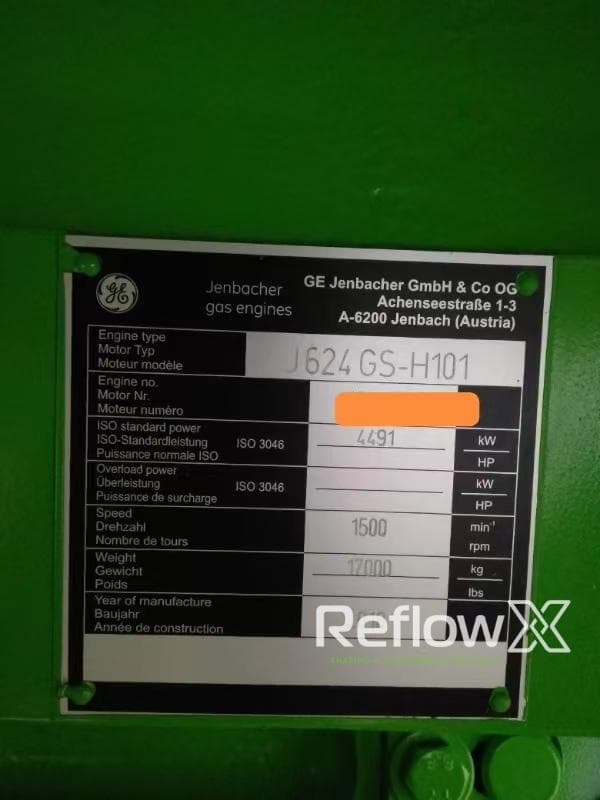 GE
Jenbacher
gas engines
GE Jenbacher GmbH & Co OG
Achenseestraße 1-3
A-6200 Jenbach (Austria)
Engine type
Motor Typ
Moteur modèle
J 624 GS-H101
Engine no.
Motor Nr.
Moteur numéro
ISO standard power
ISO-Standardleistung
Puissance normale ISO
ISO 3046
4491
kW
HP
Overload power
Überleistung
Puissance de surcharge
ISO 3046
kW
HP
Speed
Drehzahl
Nombre de tours
1500
min⁻¹
rpm
Weight
Gewicht
Poids
17000
kg
lbs
Year of manufacture
Baujahr
Année de construction
ReflowX